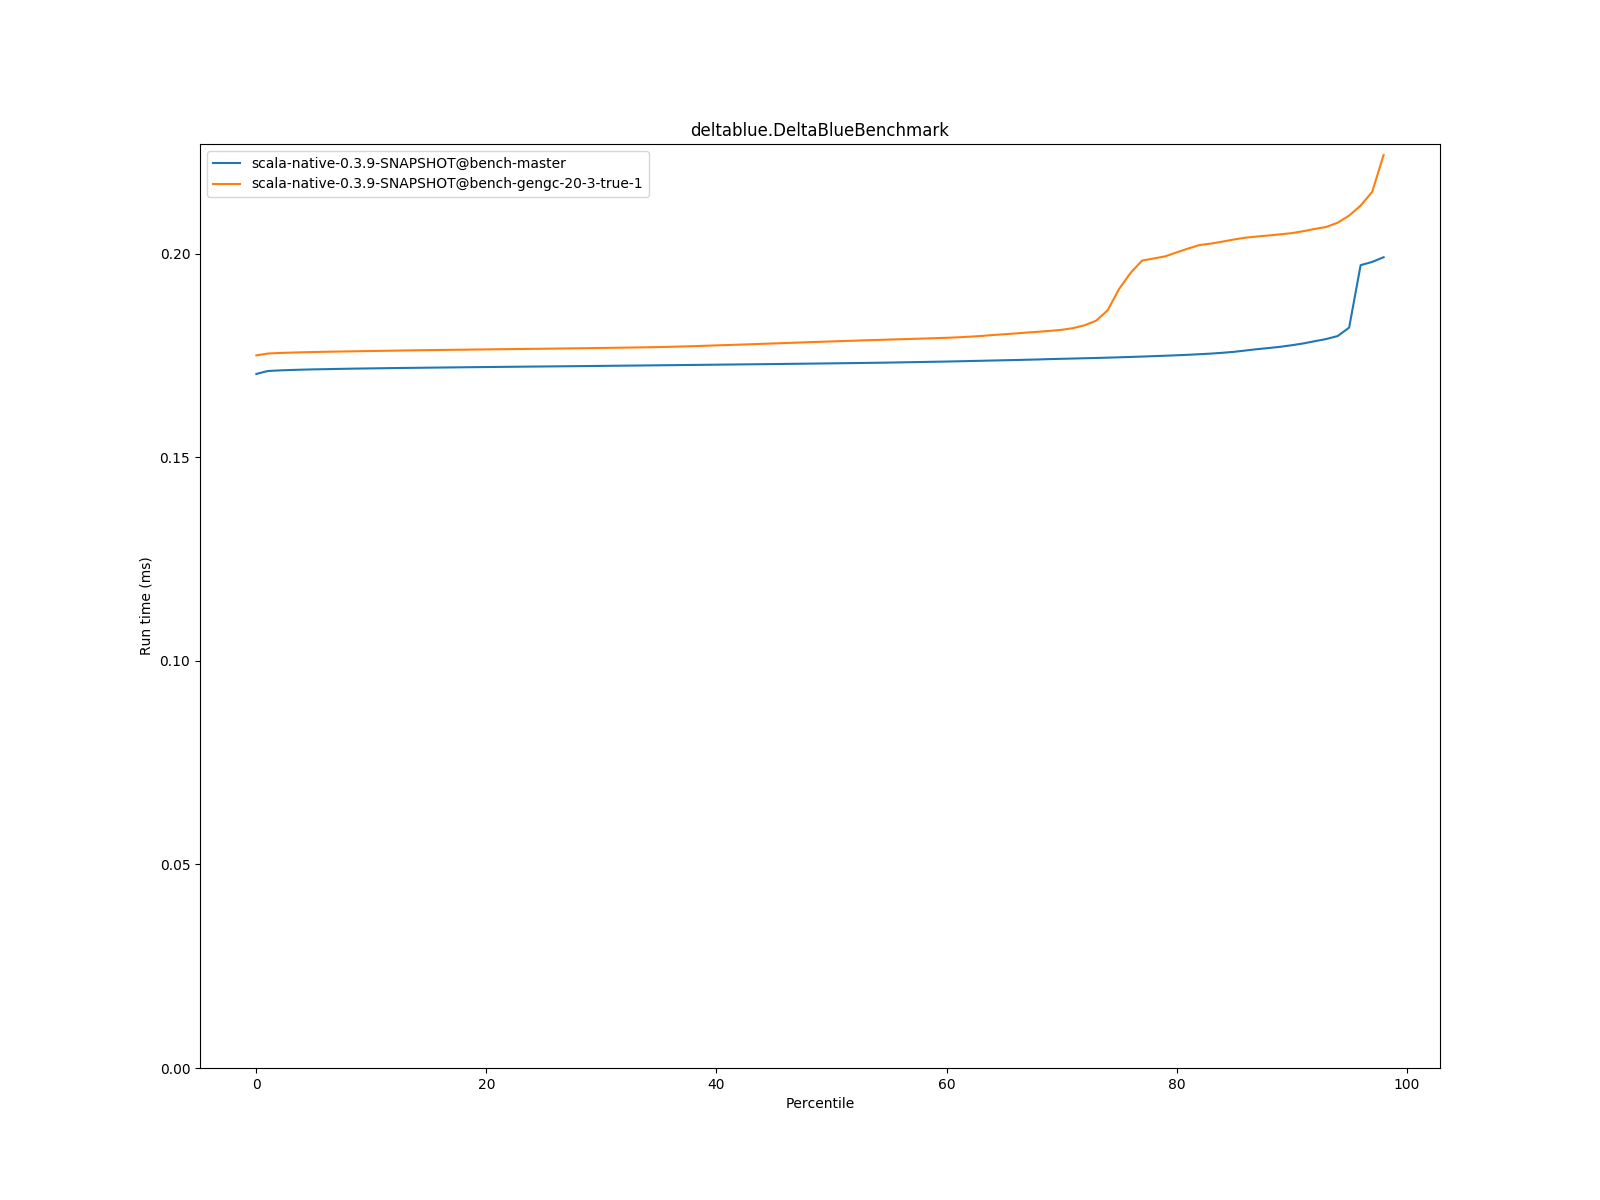 deltablue.DeltaBlueBenchmark
scala-native-0.3.9-SNAPSHOT@bench-master
scala-native-0.3.9-SNAPSHOT@bench-gengc-20-3-true-1
0.20
0.15
0.10
0.05
0.00
Run time (ms)
0 20 40 60 80 100
Percentile